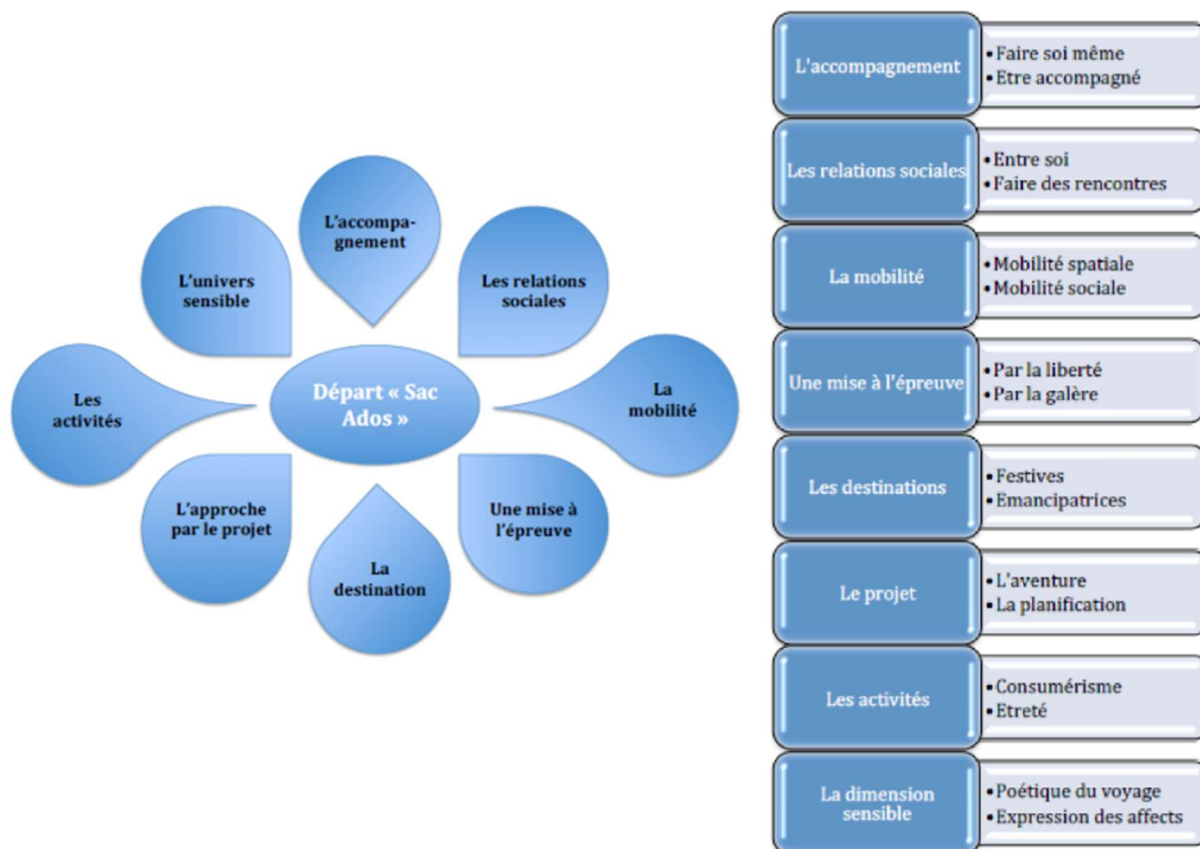 L'accompa-
gnement
Les relations
sociales
La
mobilité
Une mise à
l'épreuve
La
destination
L'approche
par le projet
Les
activités
L'univers
sensible
Départ « Sac
Ados »
L'accompagnement
• Faire soi même
• Etre accompagné
Les relations sociales
• Entre soi
• Faire des rencontres
La mobilité
• Mobilité spatiale
• Mobilité sociale
Une mise à l'épreuve
• Par la liberté
• Par la galère
Les destinations
• Festives
• Emancipatrices
Le projet
• L'aventure
• La planification
Les activités
• Consumérisme
• Etreté
La dimension
sensible
• Poétique du voyage
• Expression des affects